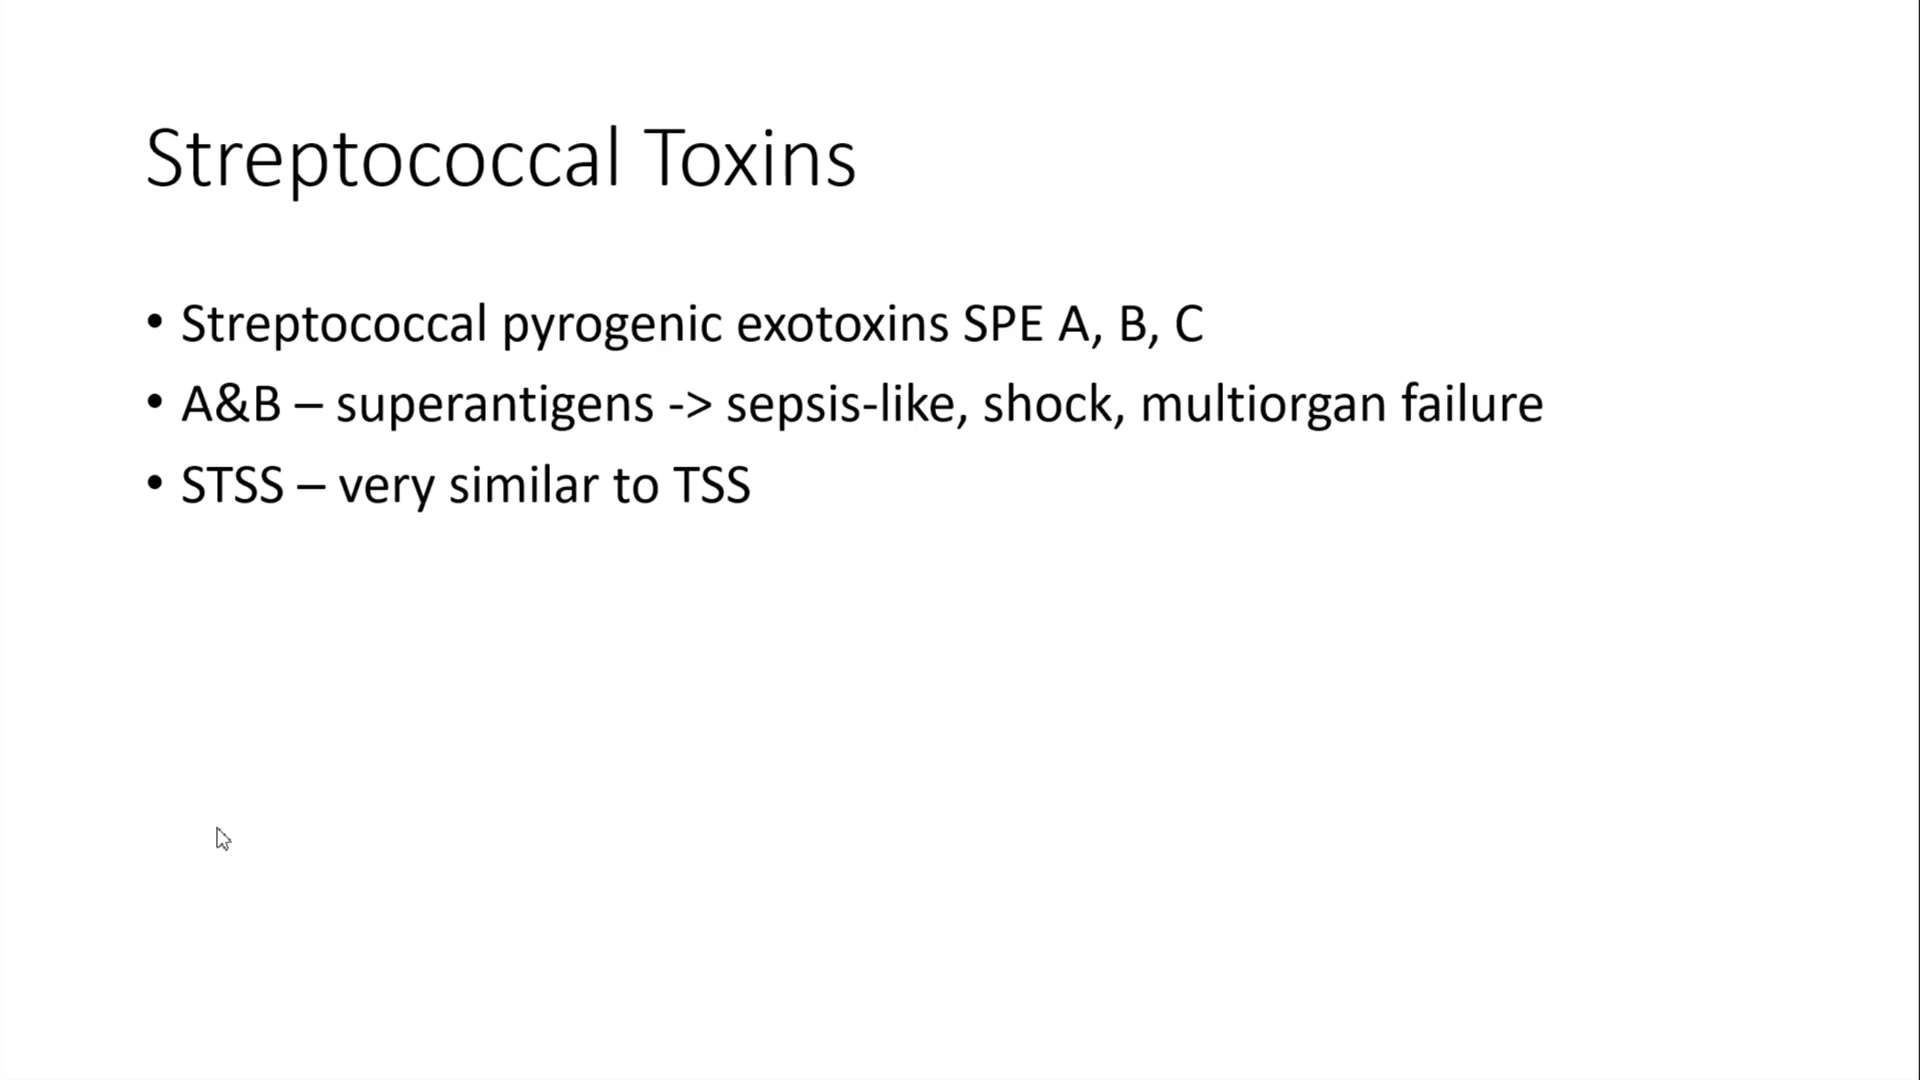 Streptococcal Toxins
• Streptococcal pyrogenic exotoxins SPE A, B, C
• A&B – superantigens -> sepsis-like, shock, multiorgan failure
• STSS – very similar to TSS